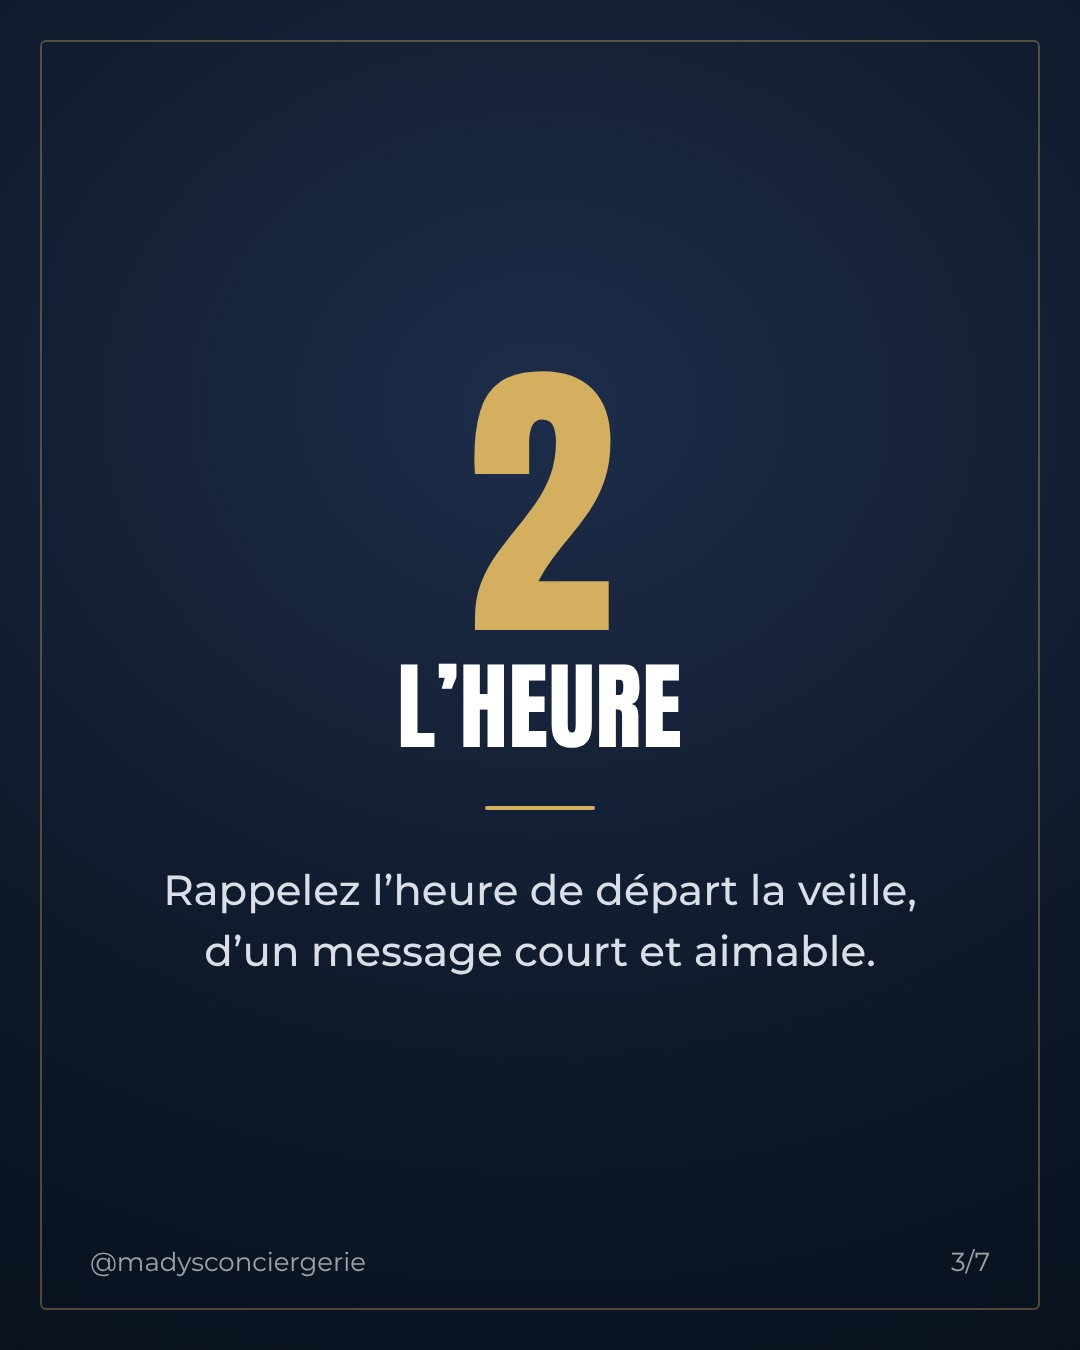 2
L’HEURE
Rappelez l’heure de départ la veille,
d’un message court et aimable.
@madysconciergerie
3/7